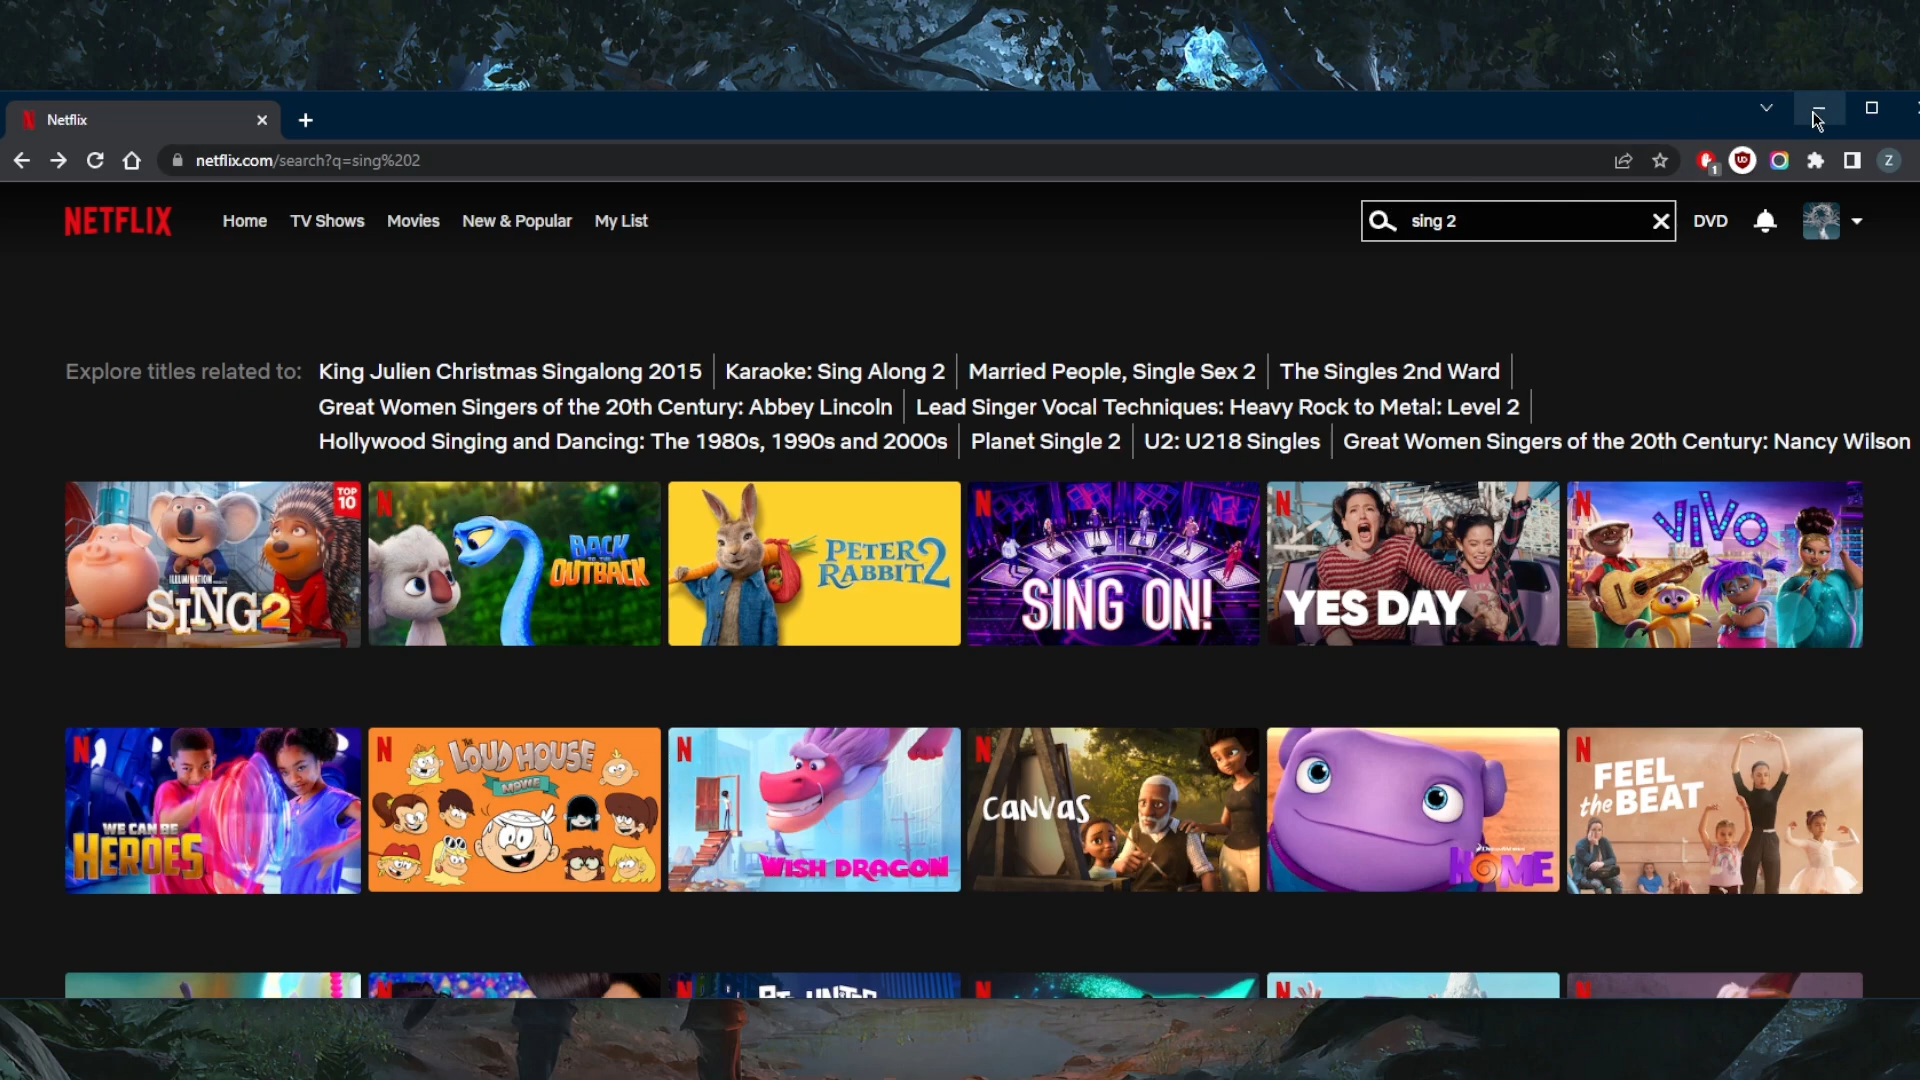 Netflix
netflix.com/search?q=sing%202
1
Z
NETFLIX
Home
TV Shows
Movies
New & Popular
My List
sing 2
DVD
Explore titles related to:
King Julien Christmas Singalong 2015
Karaoke: Sing Along 2
Married People, Single Sex 2
The Singles 2nd Ward
Great Women Singers of the 20th Century: Abbey Lincoln
Lead Singer Vocal Techniques: Heavy Rock to Metal: Level 2
Hollywood Singing and Dancing: The 1980s, 1990s and 2000s
Planet Single 2
U2: U218 Singles
Great Women Singers of the 20th Century: Nancy Wilson
TOP
10
ILLUMINATION
SING 2
N
BACK
OUTBACK
PETER
RABBIT 2
N
SING ON!
N
YES DAY
N
VIVO
N
WE CAN BE
HEROES
N
THE
LOUD HOUSE
MOVIE
N
WISH DRAGON
N
CANVAS
HOME
N
FEEL
the BEAT